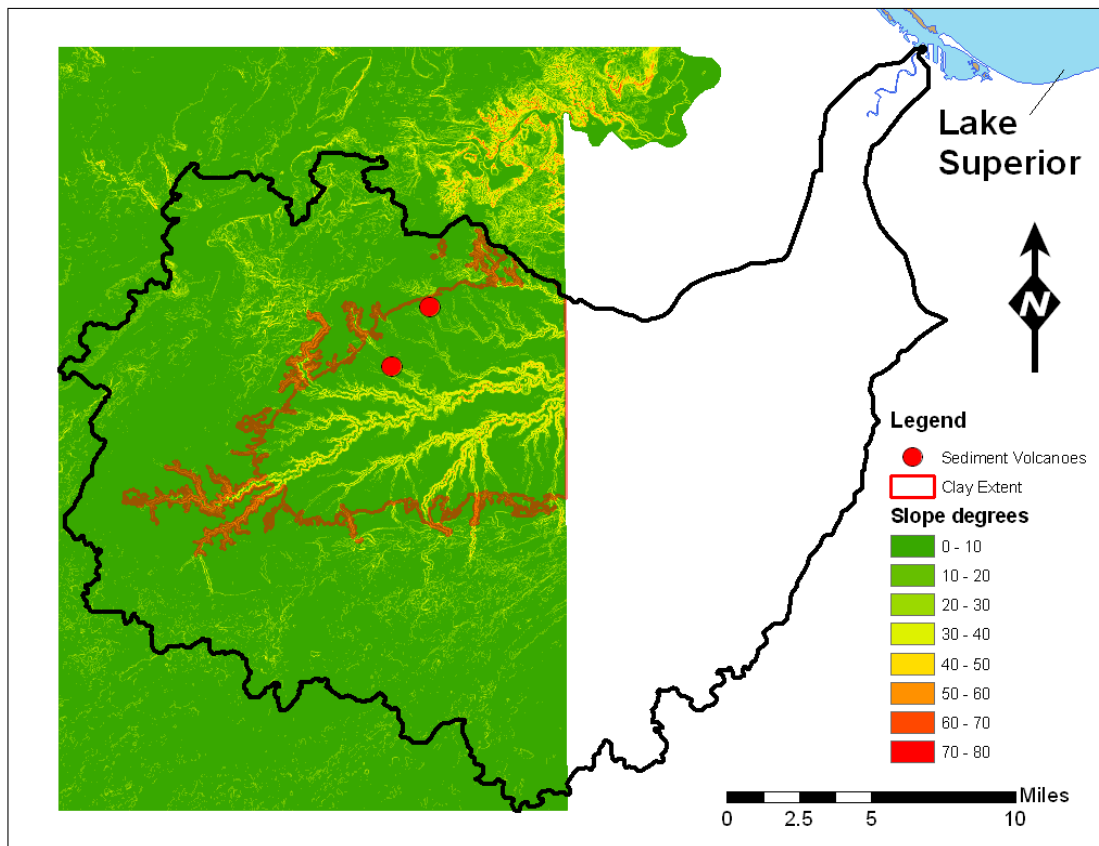 Lake
Superior
N
Legend
Sediment Volcanoes
Clay Extent
Slope degrees
0 - 10
10 - 20
20 - 30
30 - 40
40 - 50
50 - 60
60 - 70
70 - 80
Miles
0 2.5 5 10